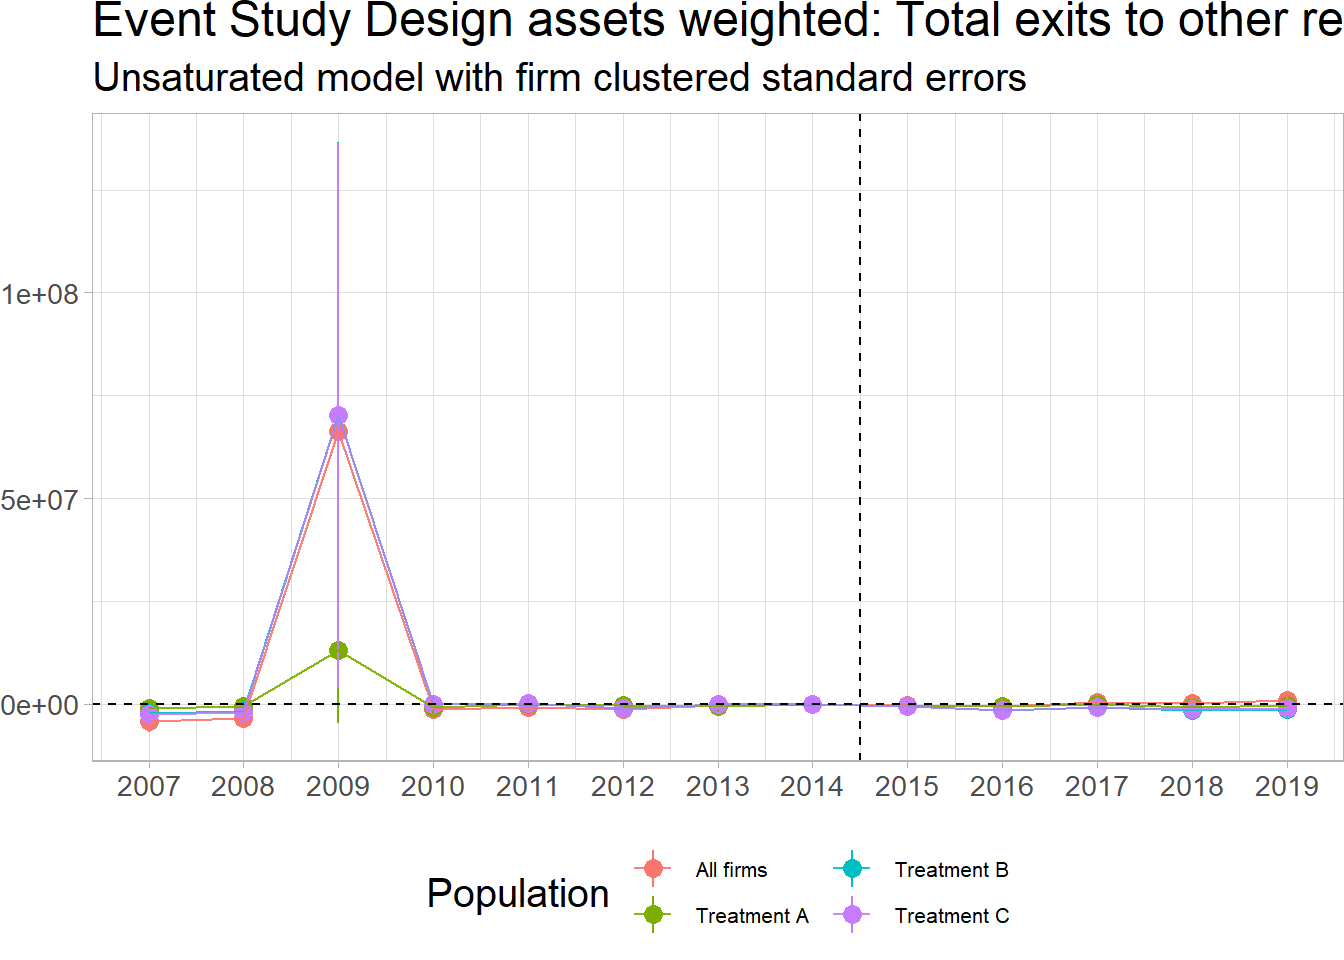 Event Study Design assets weighted: Total exits to other re
Unsaturated model with firm clustered standard errors
1e+08
5e+07
0e+00
2007 2008 2009 2010 2011 2012 2013 2014 2015 2016 2017 2018 2019
Population
All firms
Treatment A
Treatment B
Treatment C